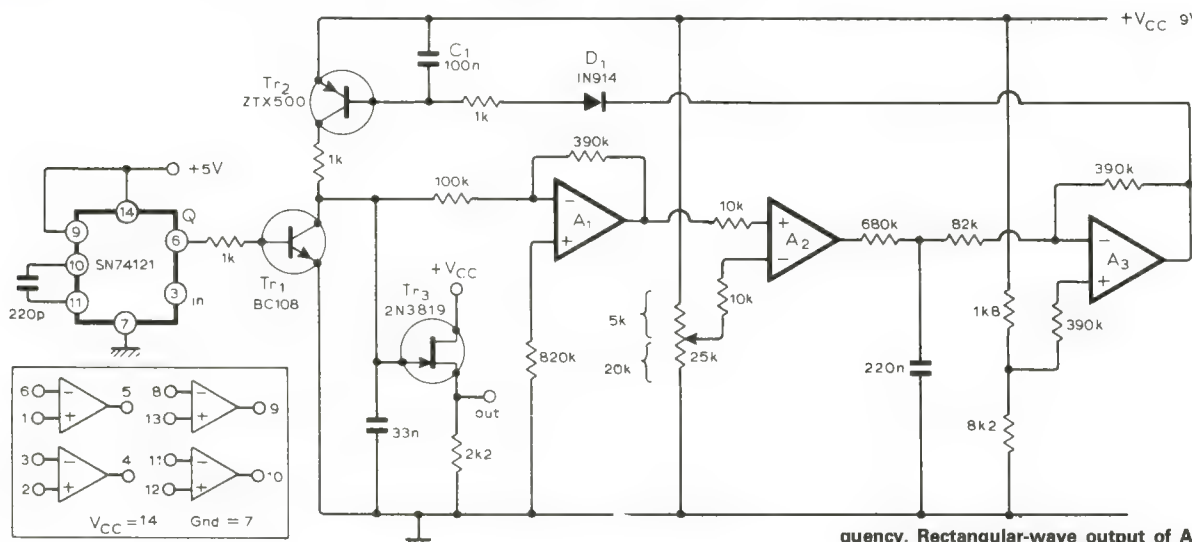 +VCC 9V
C1
100n
D1
IN914
Tr2
ZTX500
1k
1k
390k
390k
+5V
100k
14
Q
9
6
10
SN74121
11
3
in
220p
7
1k
Tr1
BC108
A1
10k
A2
680k
82k
A3
10k
+VCC
Tr3
2N3819
5k
25k
20k
1k8
390k
820k
220n
out
33n
2k2
8k2
6 − 5
1 +
8 − 9
13 +
3 − 4
2 +
11 − 10
12 +
VCC = 14 Gnd = 7
quency. Rectangular-wave output of A